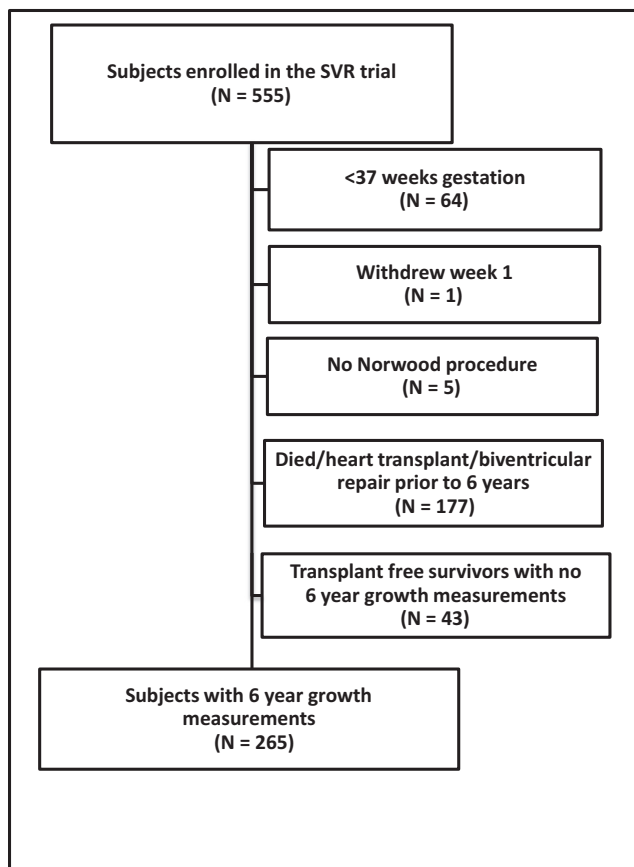 Subjects enrolled in the SVR trial
(N = 555)
<37 weeks gestation
(N = 64)
Withdrew week 1
(N = 1)
No Norwood procedure
(N = 5)
Died/heart transplant/biventricular
repair prior to 6 years
(N = 177)
Transplant free survivors with no
6 year growth measurements
(N = 43)
Subjects with 6 year growth
measurements
(N = 265)